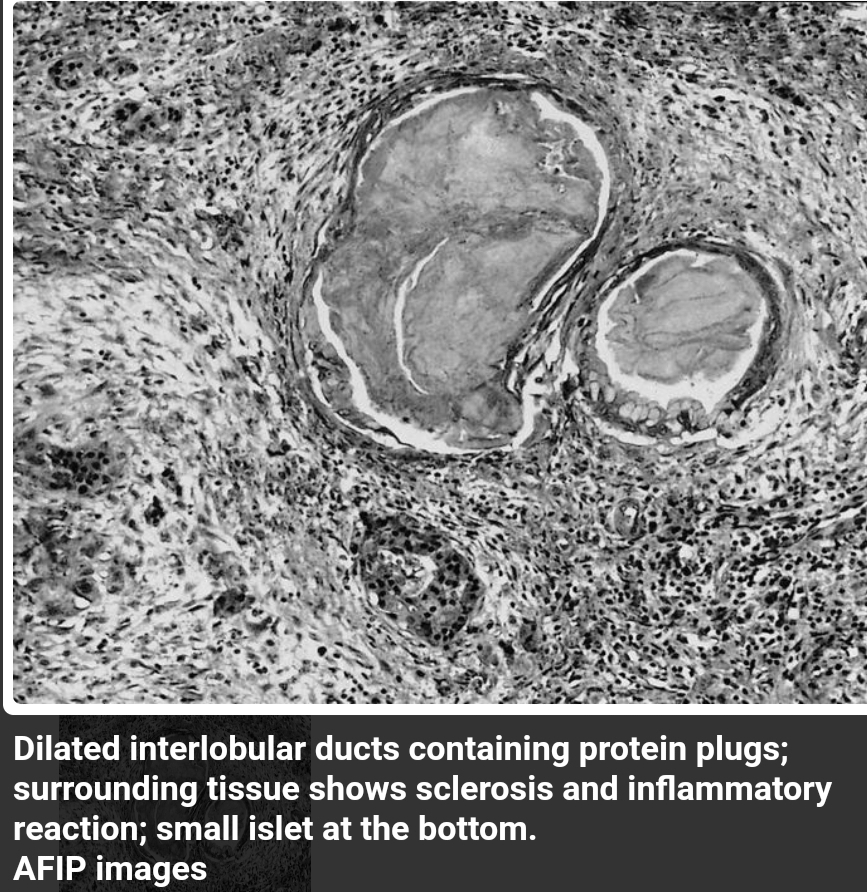 Dilated interlobular ducts containing protein plugs;
surrounding tissue shows sclerosis and inflammatory
reaction; small islet at the bottom.
AFIP images